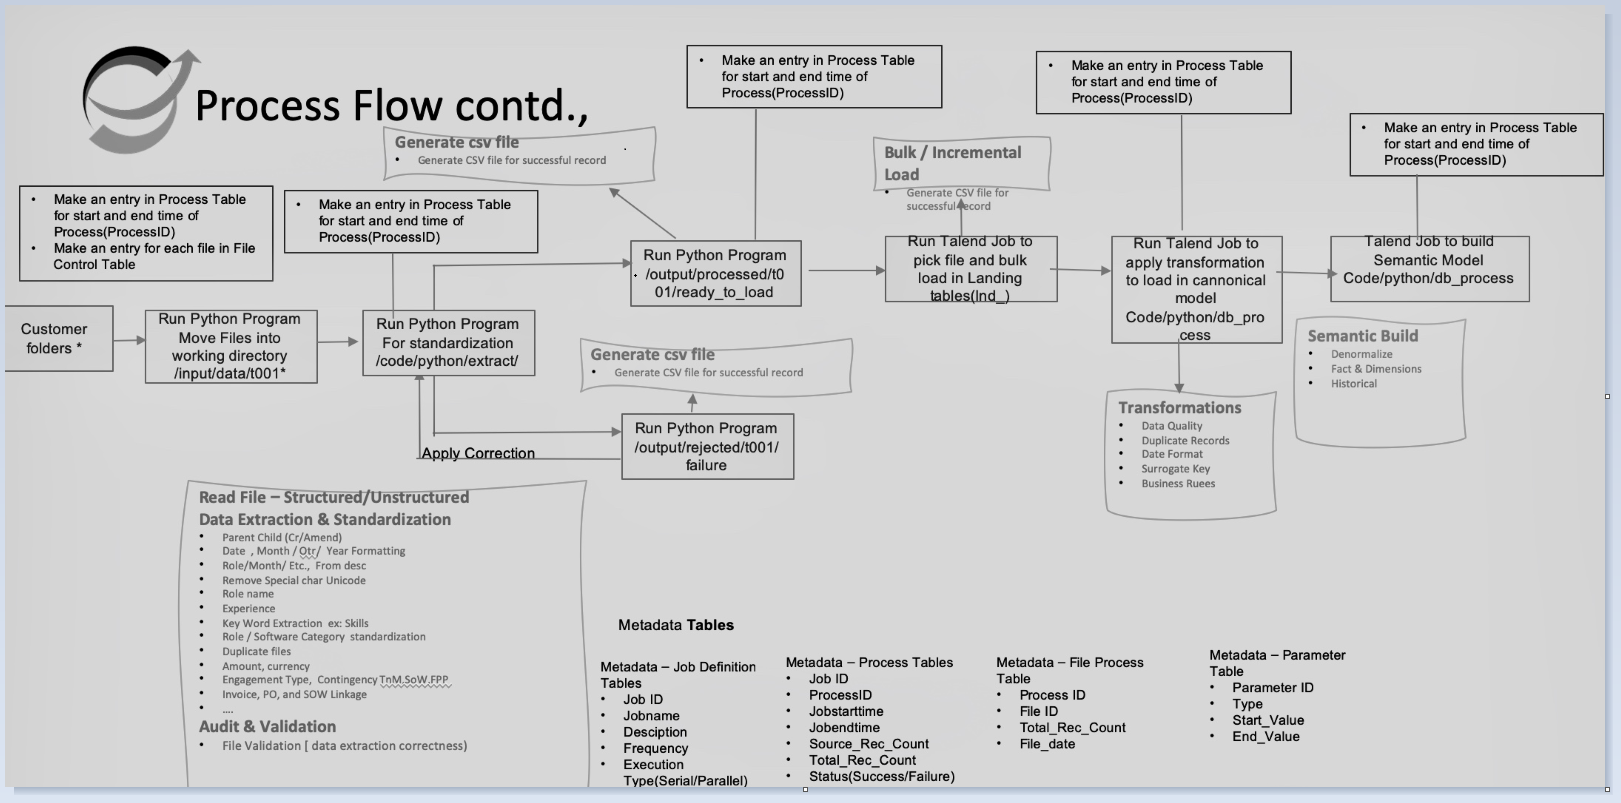 Process Flow contd.,
• Make an entry in Process Table
for start and end time of
Process(ProcessID)
• Make an entry in Process Table
for start and end time of
Process(ProcessID)
• Make an entry in Process Table
for start and end time of
Process(ProcessID)
Generate csv file
• Generate CSV file for successful record
Bulk / Incremental
Load
• Generate CSV file for
successful record
• Make an entry in Process Table
for start and end time of
Process(ProcessID)
• Make an entry for each file in File
Control Table
• Make an entry in Process Table
for start and end time of
Process(ProcessID)
Run Python Program
/output/processed/t0
01/ready_to_load
Run Talend Job to
pick file and bulk
load in Landing
tables(lnd_)
Run Talend Job to
apply transformation
to load in cannonical
model
Code/python/db_pro
cess
Talend Job to build
Semantic Model
Code/python/db_process
Customer
folders *
Run Python Program
Move Files into
working directory
/input/data/t001*
Run Python Program
For standardization
/code/python/extract/
Generate csv file
• Generate CSV file for successful record
Semantic Build
• Denormalize
• Fact & Dimensions
• Historical
Run Python Program
/output/rejected/t001/
failure
Apply Correction
Transformations
• Data Quality
• Duplicate Records
• Date Format
• Surrogate Key
• Business Ruees
Read File – Structured/Unstructured
Data Extraction & Standardization
• Parent Child (Cr/Amend)
• Date , Month / Qtr/ Year Formatting
• Role/Month/ Etc., From desc
• Remove Special char Unicode
• Role name
• Experience
• Key Word Extraction ex: Skills
• Role / Software Category standardization
• Duplicate files
• Amount, currency
• Engagement Type, Contingency TnM,SoW,FPP
• Invoice, PO, and SOW Linkage
• ....
Audit & Validation
• File Validation [ data extraction correctness)
Metadata Tables
Metadata – Job Definition
Tables
• Job ID
• Jobname
• Desciption
• Frequency
• Execution
Type(Serial/Parallel)
Metadata – Process Tables
• Job ID
• ProcessID
• Jobstarttime
• Jobendtime
• Source_Rec_Count
• Total_Rec_Count
• Status(Success/Failure)
Metadata – File Process
Table
• Process ID
• File ID
• Total_Rec_Count
• File_date
Metadata – Parameter
Table
• Parameter ID
• Type
• Start_Value
• End_Value